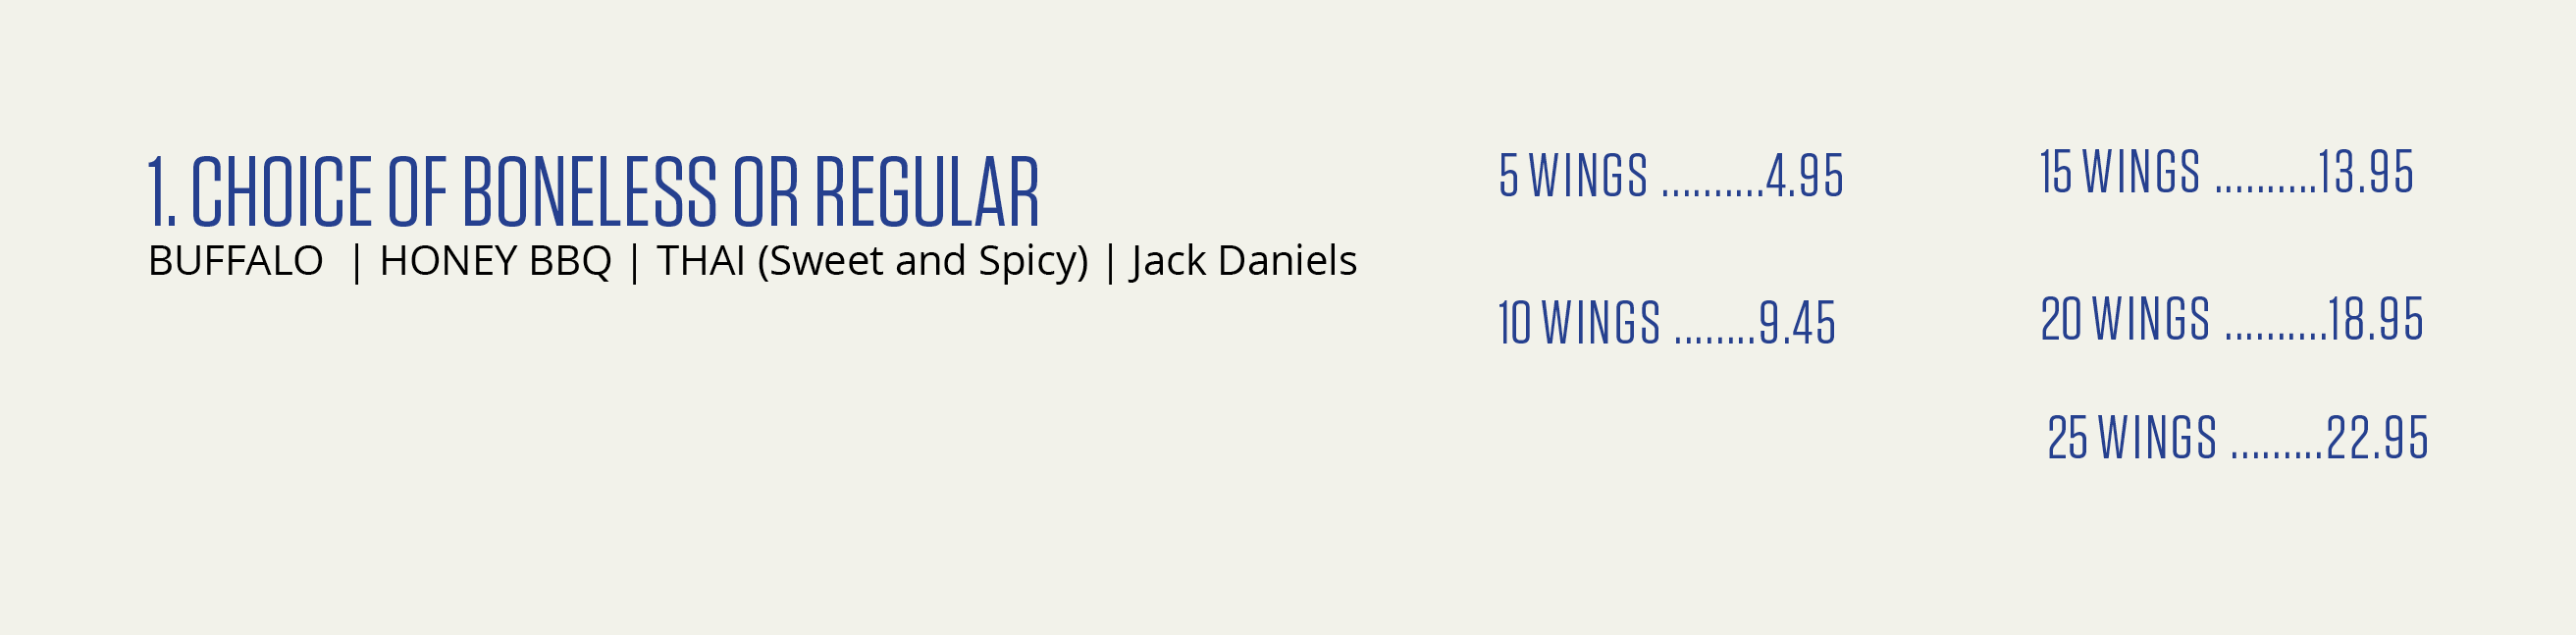 1. CHOICE OF BONELESS OR REGULAR
BUFFALO | HONEY BBQ | THAI (Sweet and Spicy) | Jack Daniels
5 WINGS ..........4.95
10 WINGS ........9.45
15 WINGS ..........13.95
20 WINGS ..........18.95
25 WINGS .........22.95